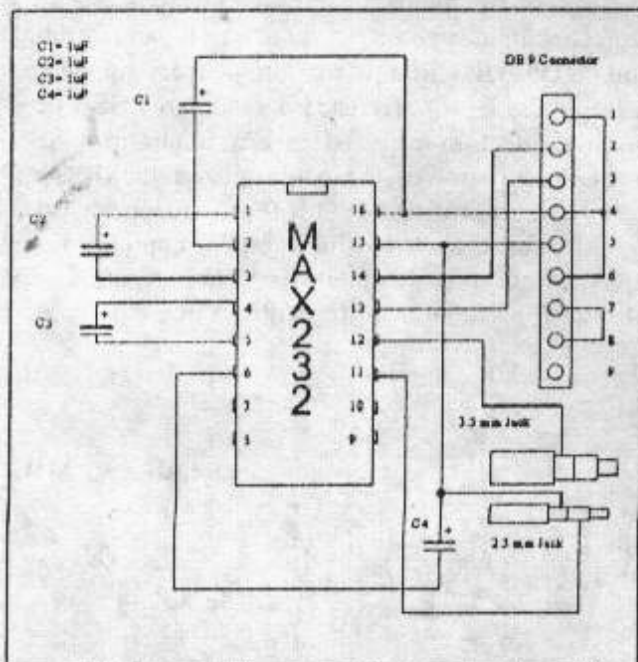 C1= 1uF
C2= 1uF
C3= 1uF
C4= 1uF
DB 9 Connector
C1
+
1
2
3
4
5
6
7
8
9
C2
+
C3
+
MAX232
1
2
3
4
5
6
7
8
16
15
14
13
12
11
10
9
3.5 mm Jack
2.5 mm Jack
C4
+